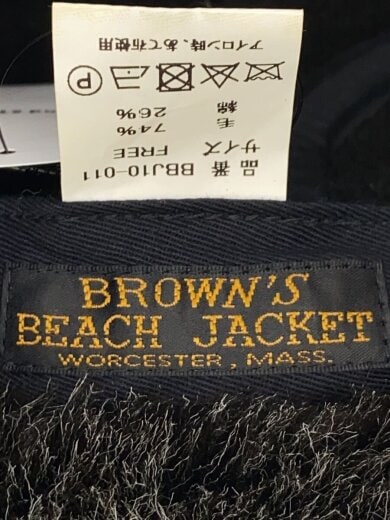 品番 BBJ10-011
サイズ FREE
毛 74%
綿 26%
アイロン時、あて布使用
BROWN'S
BEACH JACKET
WORCESTER, MASS.